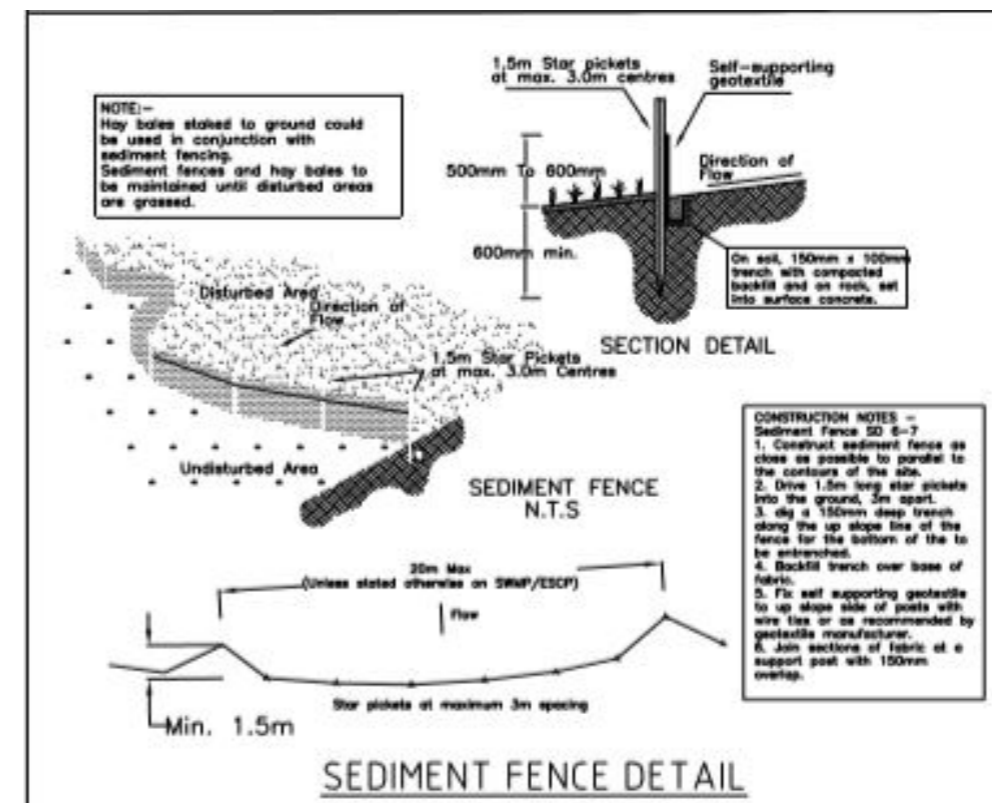 1.5m Star pickets
at max. 3.0m centres
Self-supporting
geotextile
NOTE:-
Hay bales staked to ground could
be used in conjunction with
sediment fencing.
Sediment fences and hay bales to
be maintained until disturbed areas
are grassed.
500mm To 600mm
Direction of
Flow
600mm min.
On soil, 150mm x 100mm
trench with compacted
backfill and on rock, set
into surface concrete.
SECTION DETAIL
Disturbed Area
Direction of
Flow
1.5m Star Pickets
at max. 3.0m Centres
Undisturbed Area
SEDIMENT FENCE
N.T.S
CONSTRUCTION NOTES -
Sediment Fence SD 6-7
1. Construct sediment fence as
close as possible to parallel to
the contours of the site.
2. Drive 1.5m long star pickets
into the ground, 3m apart.
3. dig a 150mm deep trench
along the up slope line of the
fence for the bottom of the to
be entrenched.
4. Backfill trench over base of
fabric.
5. Fix self supporting geotextile
to up slope side of posts with
wire ties or as recommended by
geotextile manufacturer.
6. Join sections of fabric at a
support post with 150mm
overlap.
20m Max
(Unless stated otherwise on SWMP/ESCP)
Flow
Star pickets at maximum 3m spacing
Min. 1.5m
SEDIMENT FENCE DETAIL